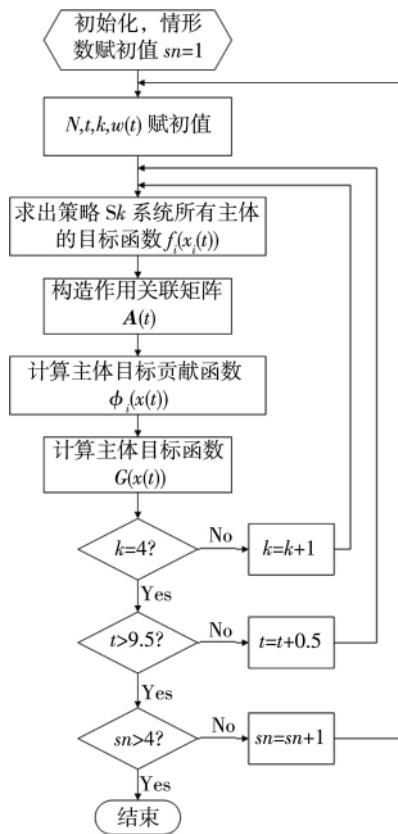 初始化，情形
数赋初值 sn=1
N,t,k,w(t) 赋初值
求出策略 Sk 系统所有主体
的目标函数 f_i(x_i(t))
构造作用关联矩阵
A(t)
计算主体目标贡献函数
ϕ_i(x(t))
计算主体目标函数
G(x(t))
k=4?
No
k=k+1
Yes
t>9.5?
No
t=t+0.5
Yes
sn>4?
No
sn=sn+1
Yes
结束